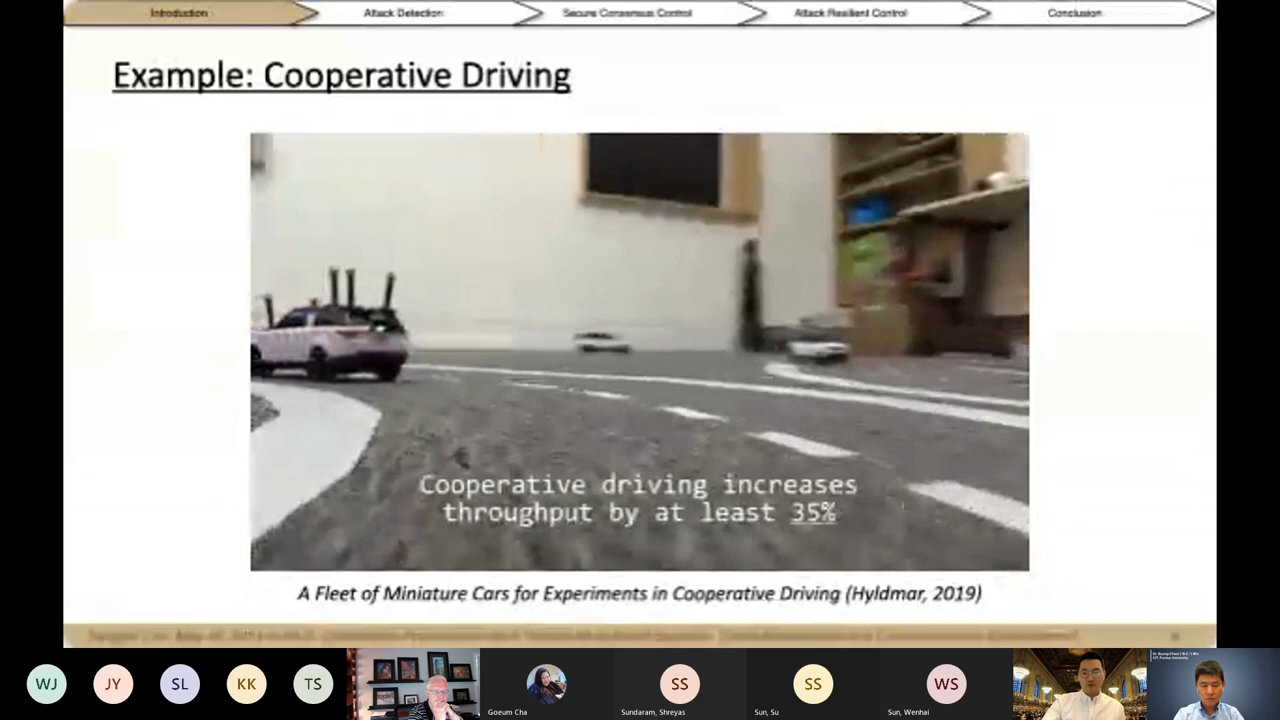 Introduction
Attack Detection
Secure Consensus Control
Attack Resilient Control
Conclusion
Example: Cooperative Driving
Cooperative driving increases
throughput by at least 35%
A Fleet of Miniature Cars for Experiments in Cooperative Driving (Hyldmar, 2019)
WJ
JY
SL
KK
TS
Goeum Cha
SS
Sundaram, Shreyas
SS
Sun, Su
WS
Sun, Wenhai